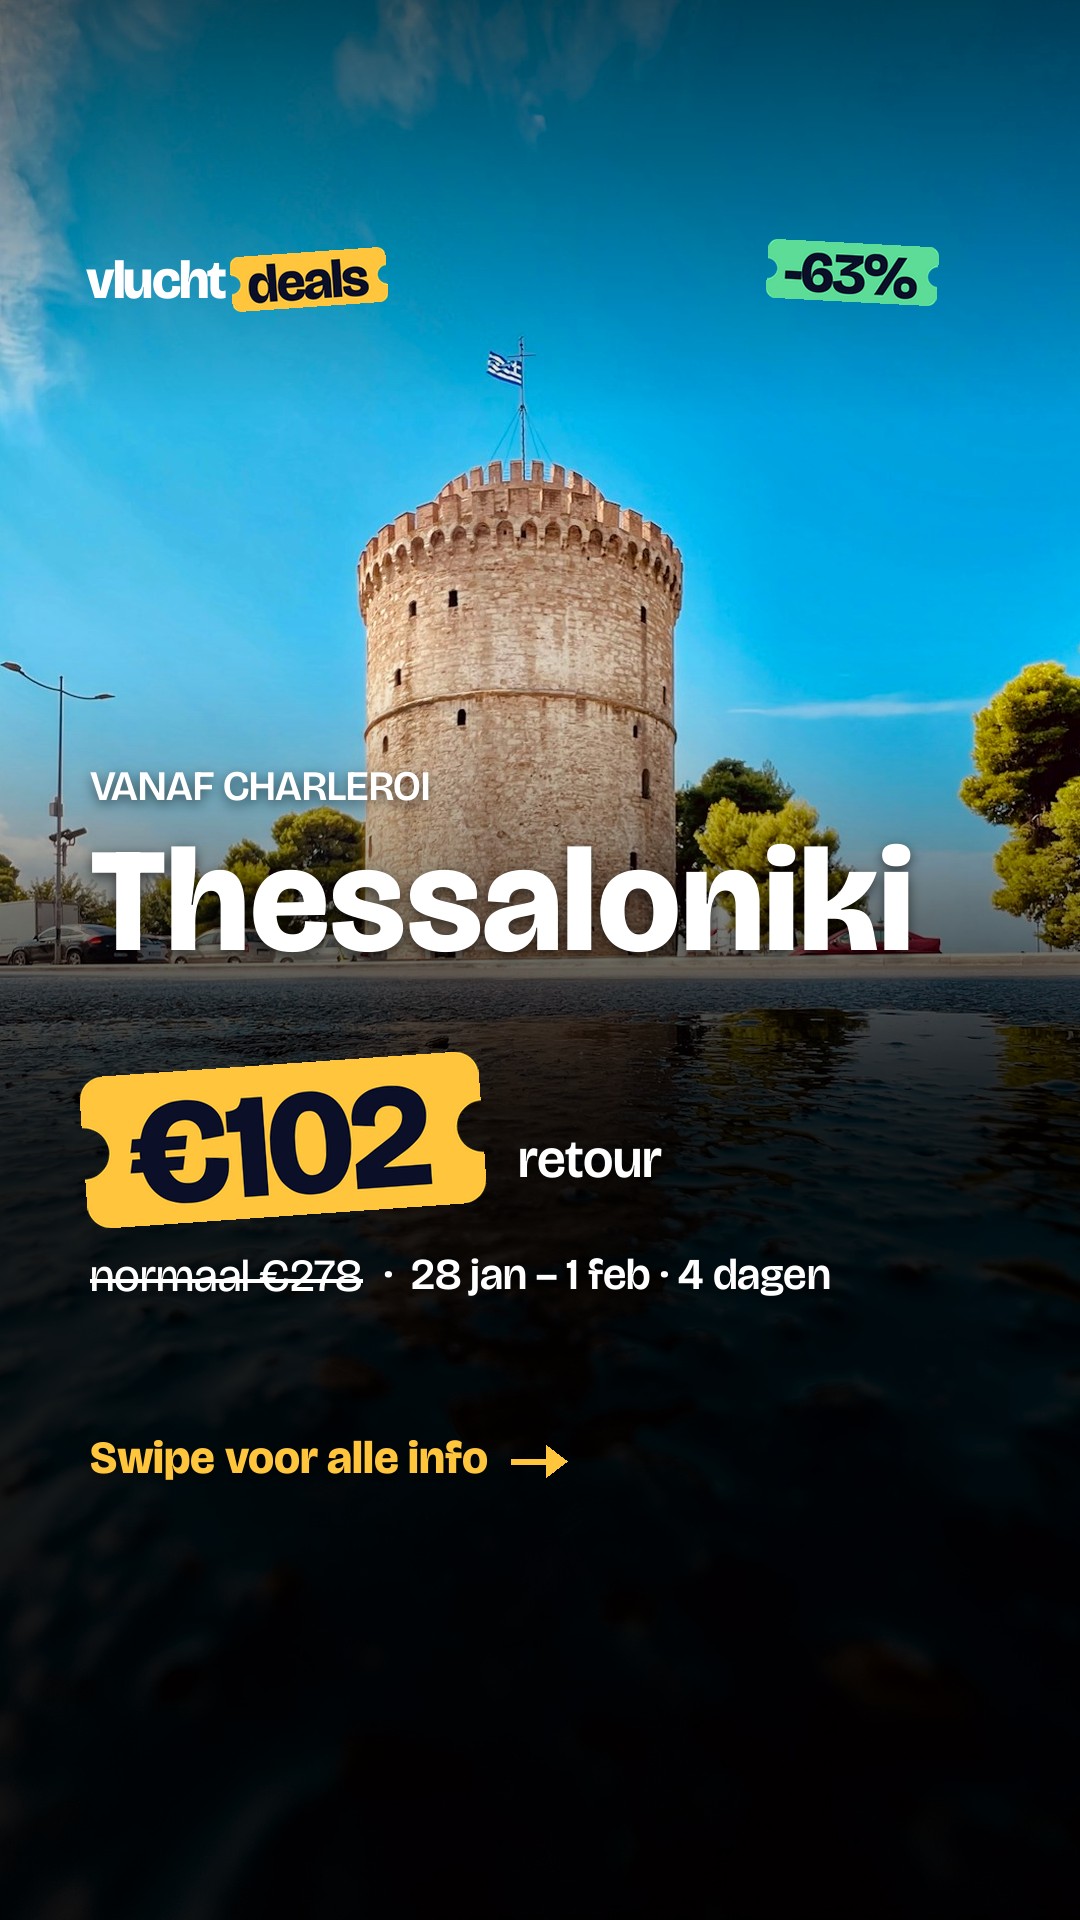 vlucht deals
-63%
VANAF CHARLEROI
Thessaloniki
€102 retour
normaal €278 · 28 jan – 1 feb · 4 dagen
Swipe voor alle info →